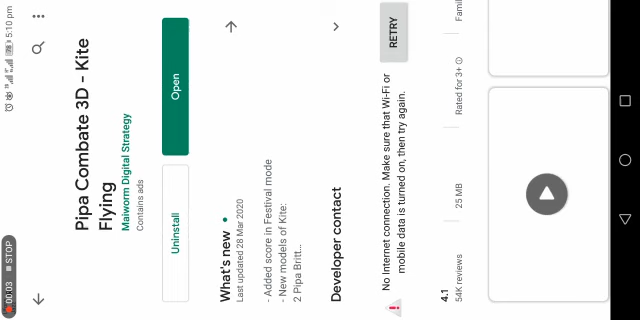 00:03 STOP
78 5:10 pm
Pipa Combate 3D - Kite
Flying
Maiworm Digital Strategy
Contains ads
Uninstall
Open
What's new
Last updated 28 Mar 2020
- Added score in Festival mode
- New models of Kite:
2 Pipa Britt...
Developer contact
No Internet connection. Make sure that Wi-Fi or
mobile data is turned on, then try again.
RETRY
4.1
54K reviews
25 MB
Rated for 3+
Famil